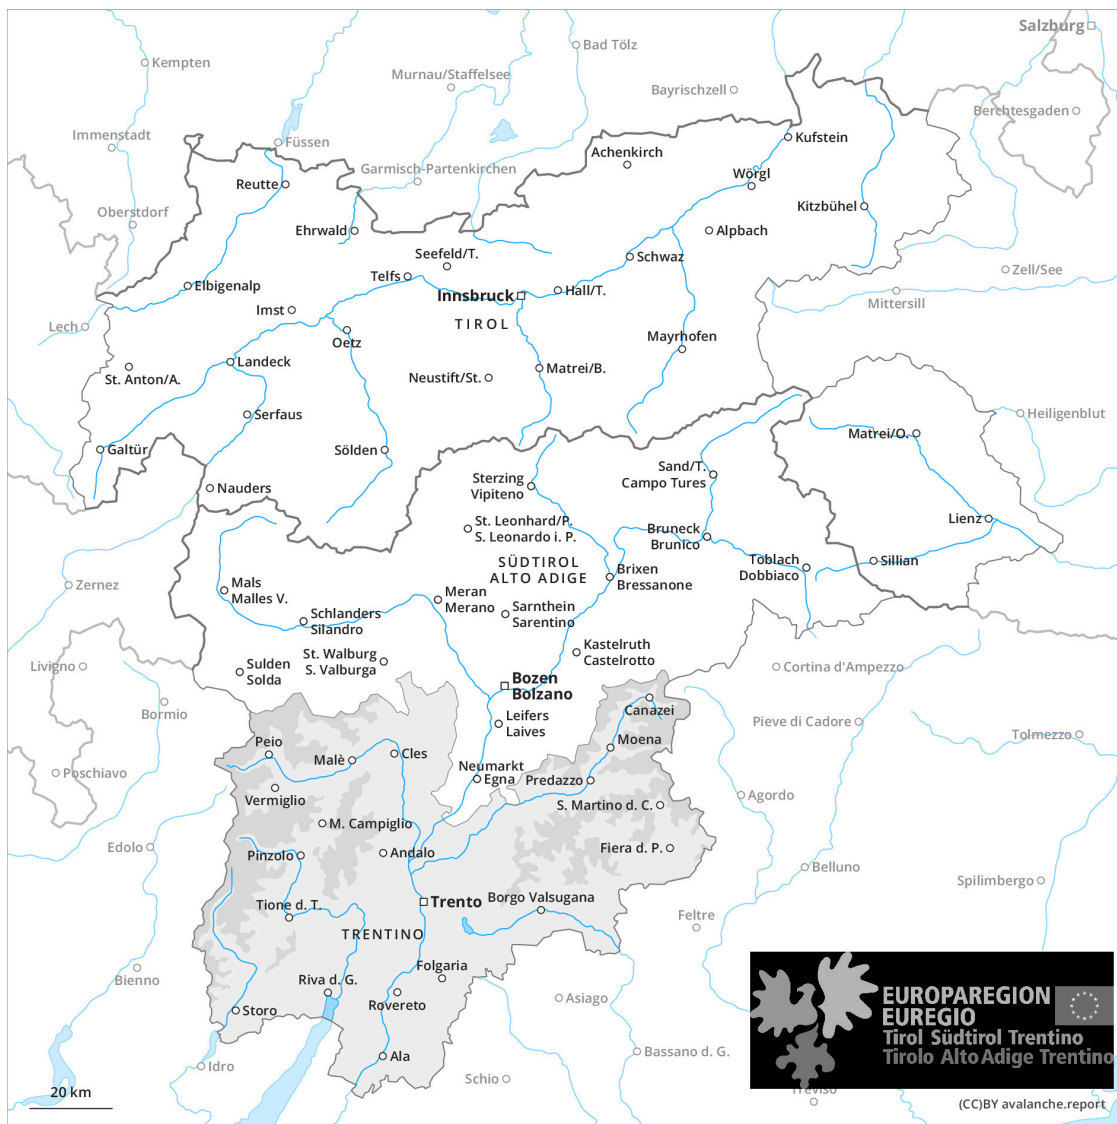 Salzburg
Bad Tölz
Kempten
Murnau/Staffelsee
Bayrischzell
Berchtesgaden
Immenstadt
Füssen
Kufstein
Achenkirch
Garmisch-Partenkirchen
Wörgl
Reutte
Kitzbühel
Oberstdorf
Ehrwald
Alpbach
Seefeld/T.
Schwaz
Zell/See
Telfs
Elbigenalp
Hall/T.
Innsbruck
Mittersill
Imst
TIROL
Lech
Oetz
Mayrhofen
Landeck
Matrei/B.
St. Anton/A.
Neustift/St.
Serfaus
Heiligenblut
Matrei/O.
Galtür
Sölden
Sand/T.
Campo Tures
Sterzing
Vipiteno
Nauders
Lienz
St. Leonhard/P.
S. Leonardo i. P.
Bruneck
Brunico
SÜDTIROL
ALTO ADIGE
Toblach
Dobbiaco
Sillian
Brixen
Bressanone
Zernez
Mals
Malles V.
Meran
Merano
Schlanders
Silandro
Sarnthein
Sarentino
Kastelruth
Castelrotto
St. Walburg
S. Valburga
Livigno
Sulden
Solda
Cortina d'Ampezzo
Bozen
Bolzano
Bormio
Canazei
Leifers
Laives
Pieve di Cadore
Tolmezzo
Peio
Moena
Malè
Cles
Neumarkt
Egna
Predazzo
Poschiavo
Vermiglio
S. Martino d. C.
Agordo
M. Campiglio
Edolo
Fiera d. P.
Pinzolo
Andalo
Belluno
Spilimbergo
Borgo Valsugana
Trento
Tione d. T.
Feltre
TRENTINO
Folgaria
Bienno
Riva d. G.
Rovereto
Asiago
Storo
EUROPAREGION
EUREGIO
Tirol Südtirol Trentino
Tirolo Alto Adige Trentino
Ala
Bassano d. G.
Idro
Schio
Treviso
20 km
(CC)BY avalanche.report